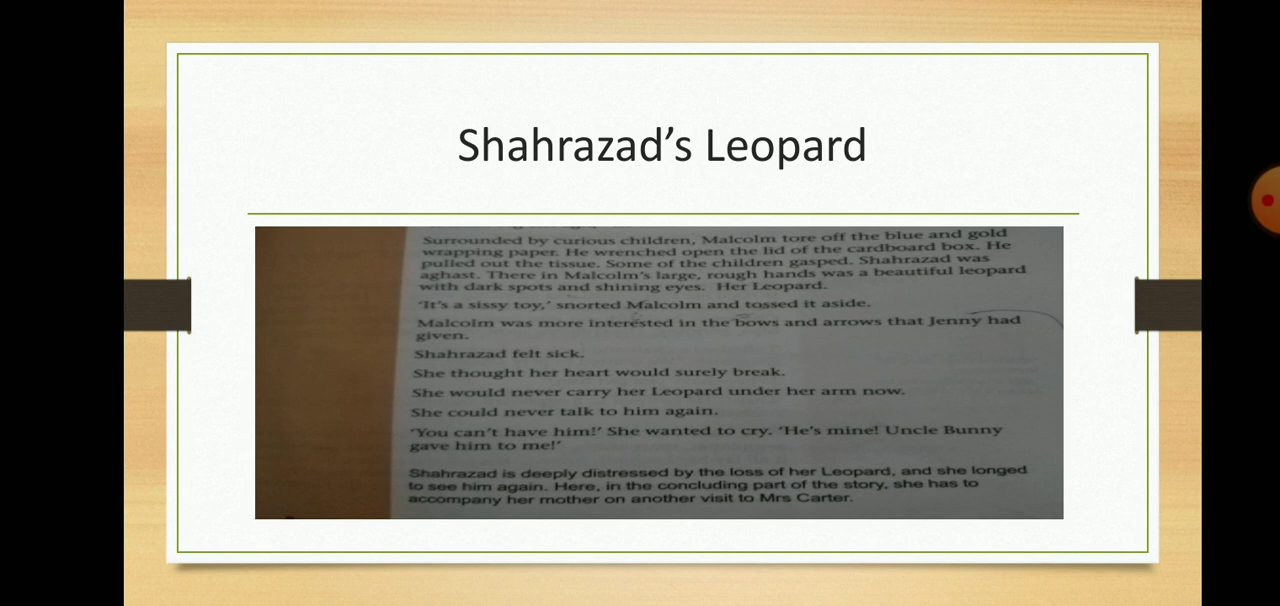 Shahrazad's Leopard
Surrounded by curious children, Malcolm tore off the blue and gold
wrapping paper. He wrenched open the lid of the cardboard box. He
pulled out the tissue. Some of the children gasped. Shahrazad was
aghast. There in Malcolm's large, rough hands was a beautiful leopard
with dark spots and shining eyes. Her Leopard.
'It's a sissy toy,' snorted Malcolm and tossed it aside.
Malcolm was more interested in the bows and arrows that Jenny had
given.
Shahrazad felt sick.
She thought her heart would surely break.
She would never carry her Leopard under her arm now.
She could never talk to him again.
'You can't have him!' She wanted to cry. 'He's mine! Uncle Bunny
gave him to me!'
Shahrazad is deeply distressed by the loss of her Leopard, and she longed
to see him again. Here, in the concluding part of the story, she has to
accompany her mother on another visit to Mrs Carter.